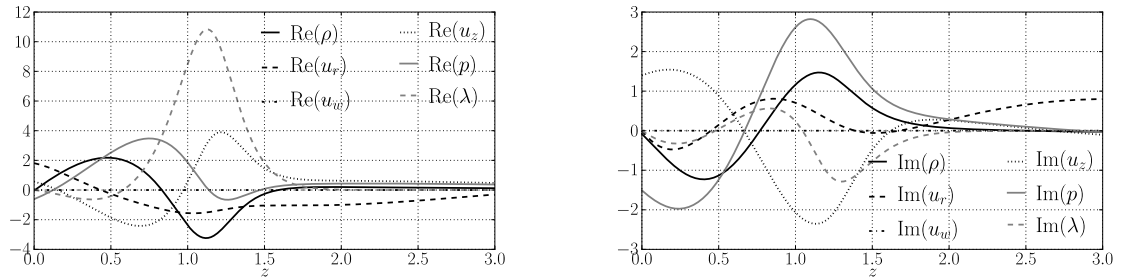 12
10
8
6
4
2
0
−2
−4
0.0 0.5 1.0 1.5 2.0 2.5 3.0
z
Re(ρ)
Re(u_r)
Re(u_w)
Re(u_z)
Re(p)
Re(λ)
3
2
1
0
−1
−2
−3
0.0 0.5 1.0 1.5 2.0 2.5 3.0
z
Im(ρ)
Im(u_r)
Im(u_w)
Im(u_z)
Im(p)
Im(λ)